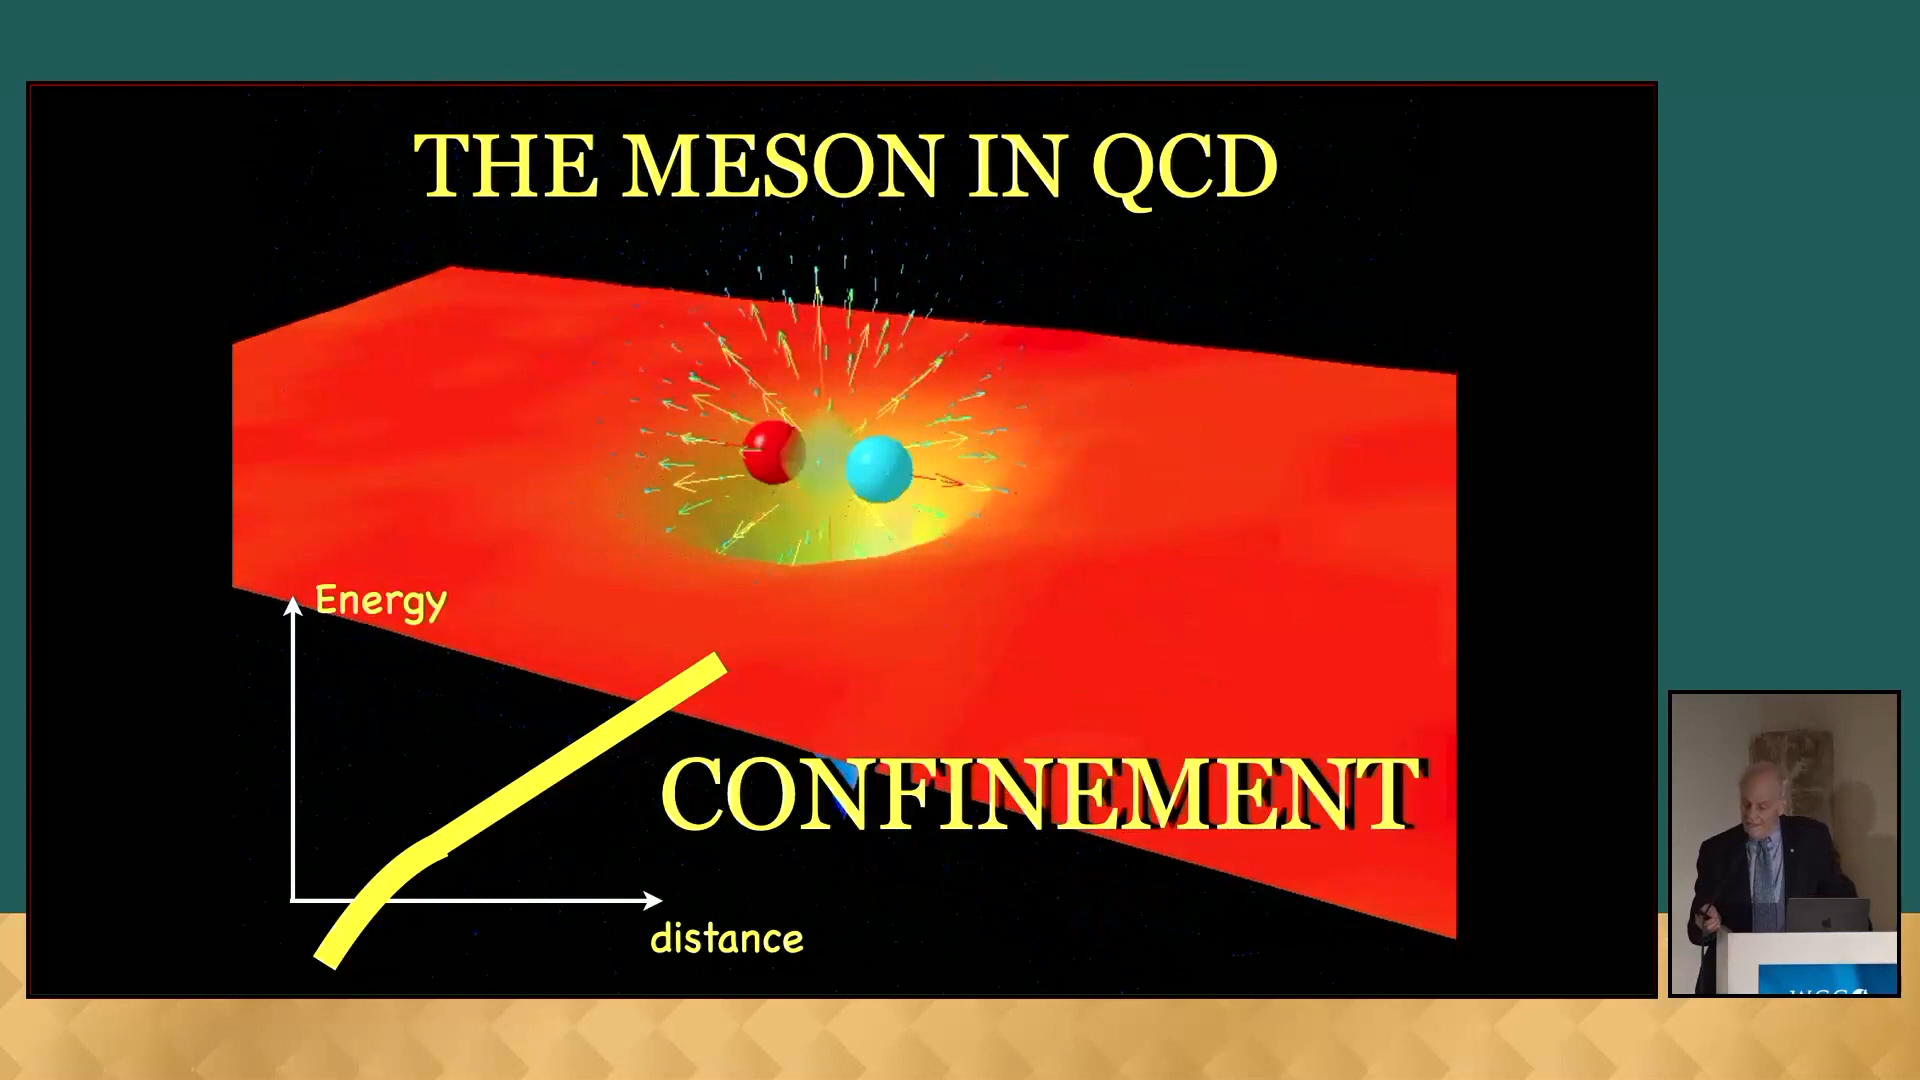 THE MESON IN QCD
Energy
CONFINEMENT
distance